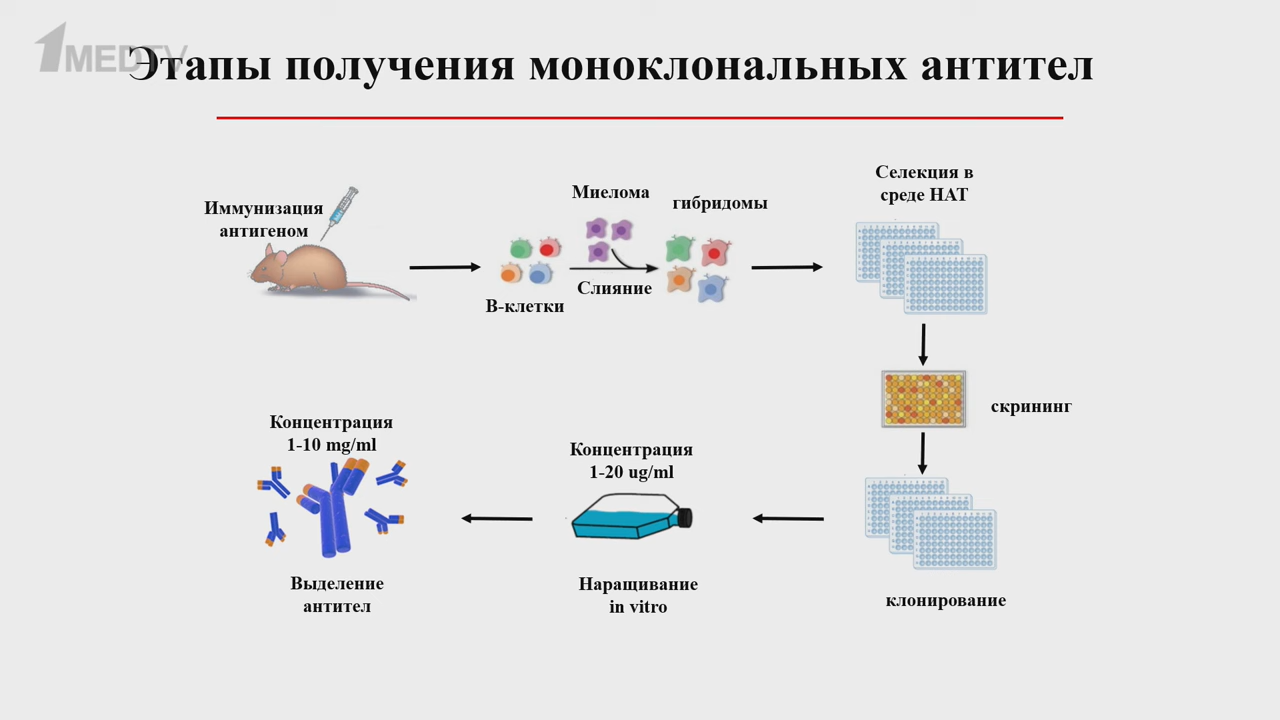 1MEDTV
Этапы получения моноклональных антител
Иммунизация
антигеном
В-клетки
Миелома
Слияние
гибридомы
Селекция в
среде HAT
скрининг
клонирование
Концентрация
1-20 ug/ml
Наращивание
in vitro
Концентрация
1-10 mg/ml
Выделение
антител